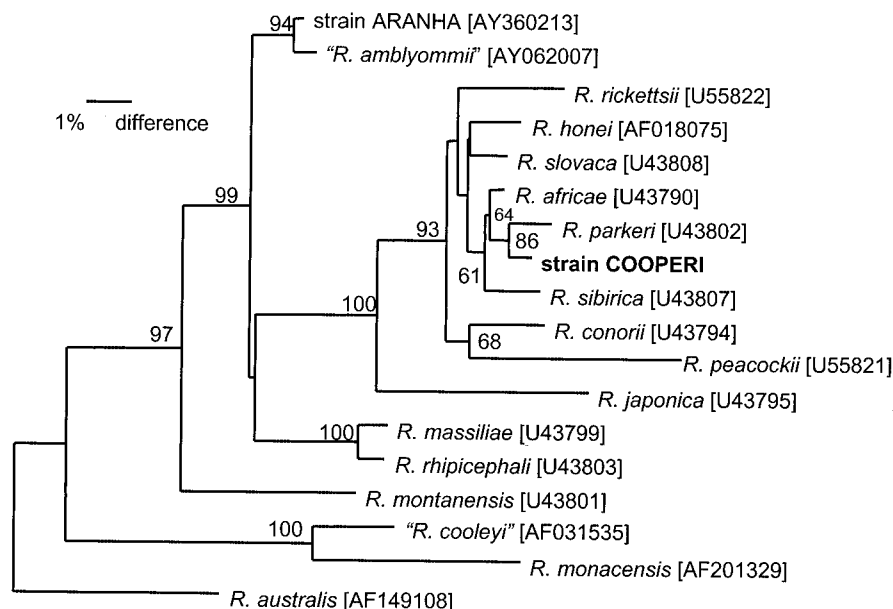 94
strain ARANHA [AY360213]
“R. amblyommii” [AY062007]
1% difference
R. rickettsii [U55822]
R. honei [AF018075]
R. slovaca [U43808]
99
R. africae [U43790]
64
93
R. parkeri [U43802]
86
strain COOPERI
61
R. sibirica [U43807]
100
97
R. conorii [U43794]
68
R. peacockii [U55821]
R. japonica [U43795]
100
R. massiliae [U43799]
R. rhipicephali [U43803]
R. montanensis [U43801]
100
“R. cooleyi” [AF031535]
R. monacensis [AF201329]
R. australis [AF149108]